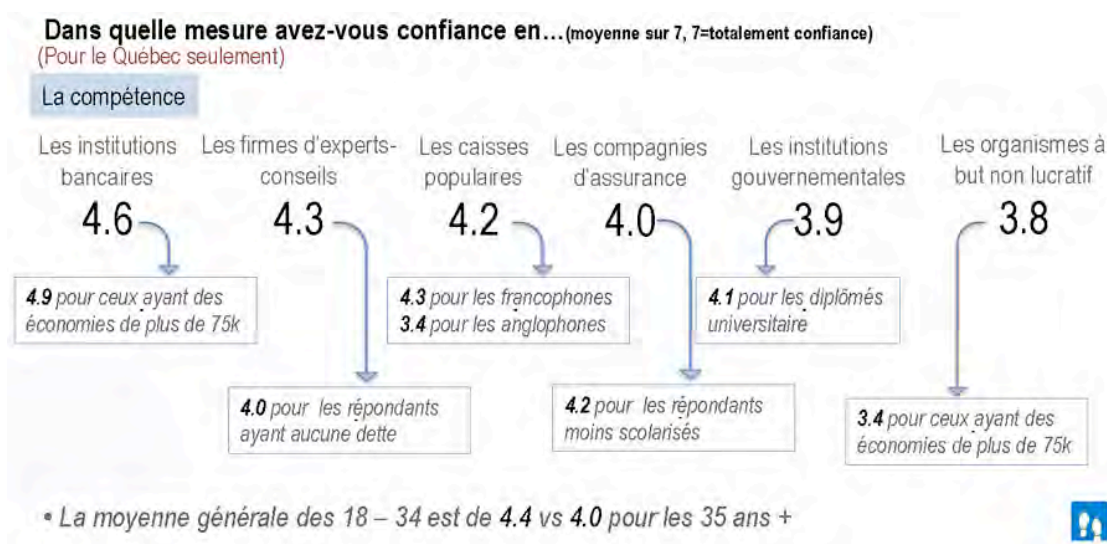 Dans quelle mesure avez-vous confiance en...(moyenne sur 7, 7=totalement confiance)
(Pour le Québec seulement)
La compétence
Les institutions
bancaires
4.6
Les firmes d'experts-
conseils
4.3
Les caisses
populaires
4.2
Les compagnies
d'assurance
4.0
Les institutions
gouvernementales
3.9
Les organismes à
but non lucratif
3.8
4.9 pour ceux ayant des
économies de plus de 75k
4.3 pour les francophones
3.4 pour les anglophones
4.1 pour les diplômés
universitaire
4.0 pour les répondants
ayant aucune dette
4.2 pour les répondants
moins scolarisés
3.4 pour ceux ayant des
économies de plus de 75k
• La moyenne générale des 18 – 34 est de 4.4 vs 4.0 pour les 35 ans +